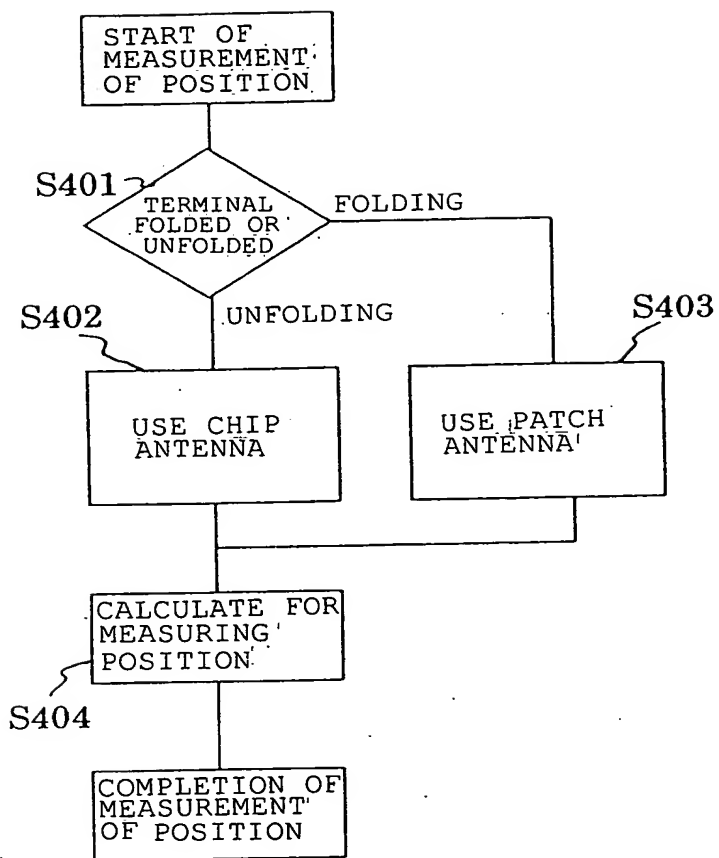 START OF
MEASUREMENT
OF POSITION
S401
TERMINAL
FOLDED OR
UNFOLDED
FOLDING
UNFOLDING
S402
S403
USE CHIP
ANTENNA
USE PATCH
ANTENNA
CALCULATE FOR
MEASURING
POSITION
S404
COMPLETION OF
MEASUREMENT
OF POSITION